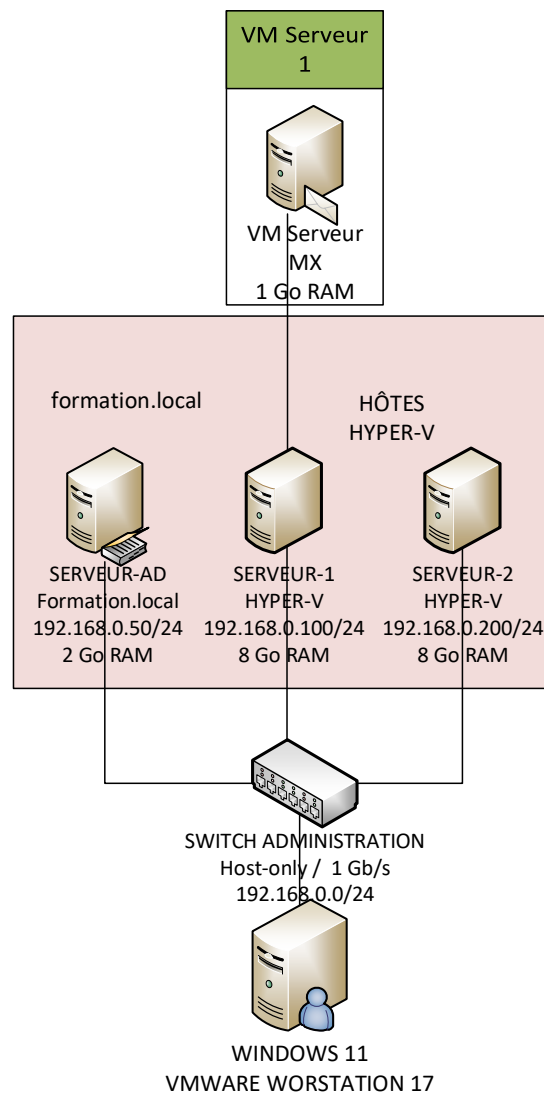 VM Serveur
1
VM Serveur
MX
1 Go RAM
formation.local
HÔTES
HYPER-V
SERVEUR-AD
Formation.local
192.168.0.50/24
2 Go RAM
SERVEUR-1
HYPER-V
192.168.0.100/24
8 Go RAM
SERVEUR-2
HYPER-V
192.168.0.200/24
8 Go RAM
SWITCH ADMINISTRATION
Host-only / 1 Gb/s
192.168.0.0/24
WINDOWS 11
VMWARE WORSTATION 17